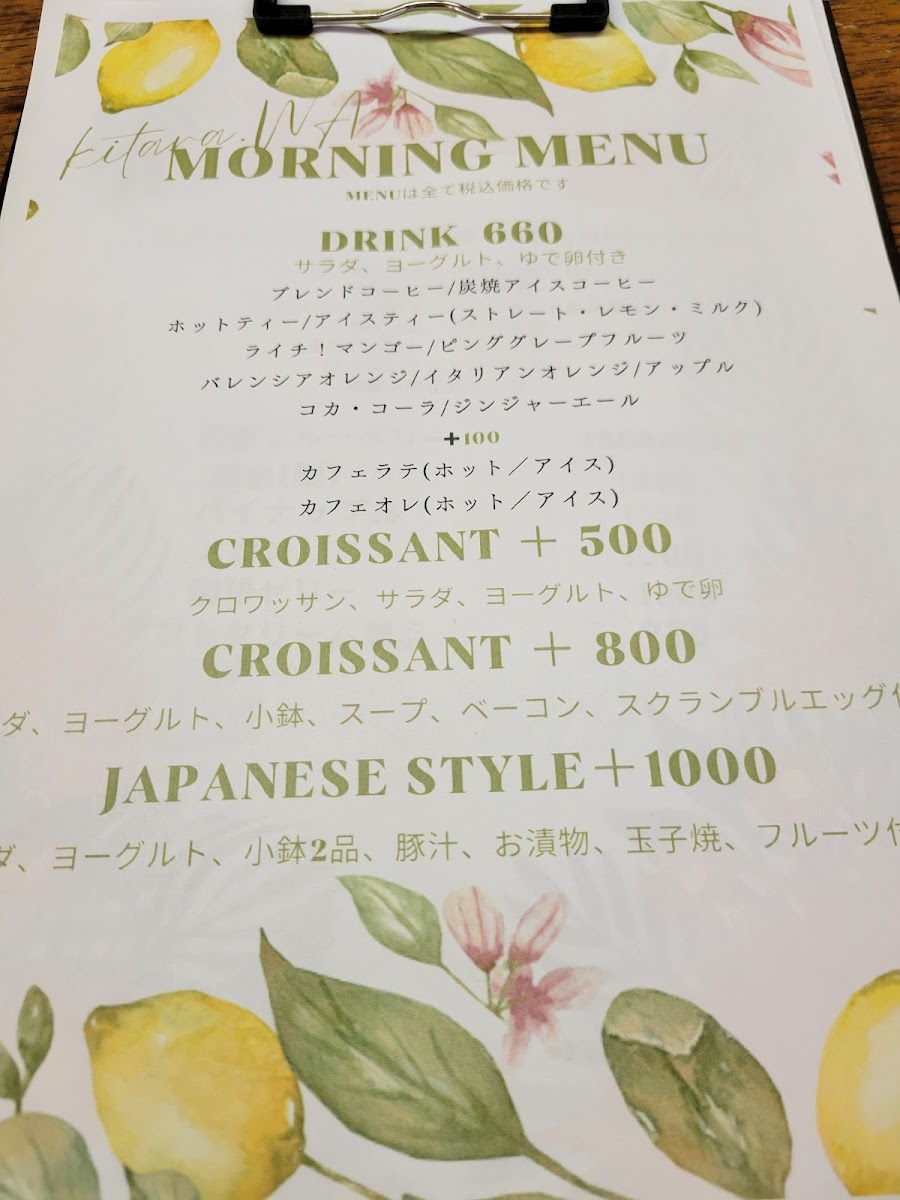 kitara.WA
MORNING MENU
MENUは全て税込価格です
DRINK 660
サラダ、ヨーグルト、ゆで卵付き
ブレンドコーヒー/炭焼アイスコーヒー
ホットティー/アイスティー(ストレート・レモン・ミルク)
ライチ！マンゴー/ピンググレープフルーツ
バレンシアオレンジ/イタリアンオレンジ/アップル
コカ・コーラ/ジンジャーエール
+100
カフェラテ(ホット／アイス)
カフェオレ(ホット／アイス)
CROISSANT + 500
クロワッサン、サラダ、ヨーグルト、ゆで卵
CROISSANT + 800
ダ、ヨーグルト、小鉢、スープ、ベーコン、スクランブルエッグ
JAPANESE STYLE+1000
ダ、ヨーグルト、小鉢2品、豚汁、お漬物、玉子焼、フルーツ